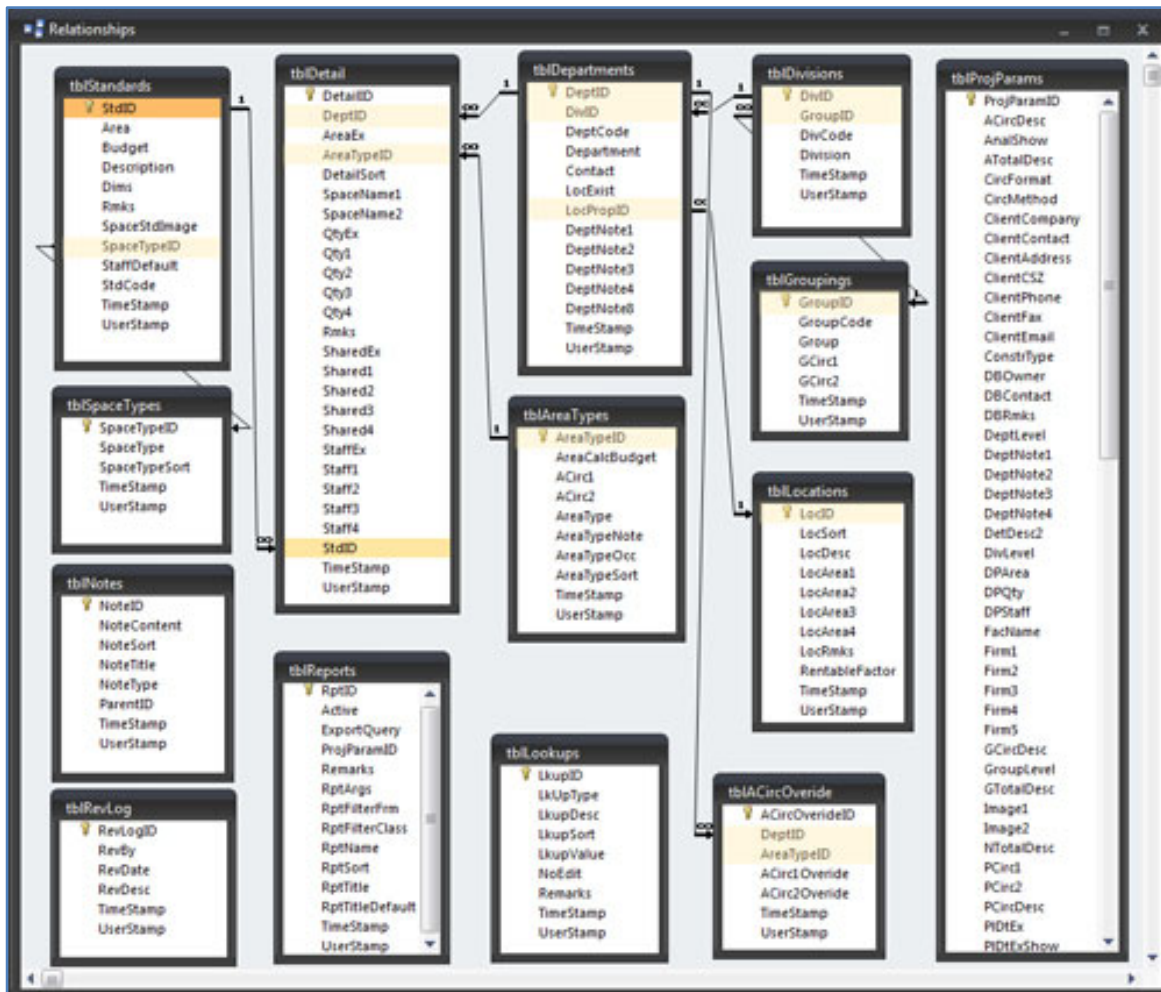 Relationships
tblStandards
StdID
Area
Budget
Description
Dims
Rmks
SpaceStdImage
SpaceTypeID
StaffDefault
StdCode
TimeStamp
UserStamp
tblSpaceTypes
SpaceTypeID
SpaceType
SpaceTypeSort
TimeStamp
UserStamp
tblNotes
NoteID
NoteContent
NoteSort
NoteTitle
NoteType
ParentID
TimeStamp
UserStamp
tblRevLog
RevLogID
RevBy
RevDate
RevDesc
TimeStamp
UserStamp
tblDetail
DetailID
DeptID
AreaEx
AreaTypeID
DetailSort
SpaceName1
SpaceName2
QtyEx
Qty1
Qty2
Qty3
Qty4
Rmks
SharedEx
Shared1
Shared2
Shared3
Shared4
StaffEx
Staff1
Staff2
Staff3
Staff4
StdID
TimeStamp
UserStamp
tblReports
RptID
Active
ExportQuery
ProjParamID
Remarks
RptArgs
RptFilterFrm
RptFilterClass
RptName
RptSort
RptTitle
RptTitleDefault
TimeStamp
UserStamp
tblDepartments
DeptID
DivID
DeptCode
Department
Contact
LocExist
LocPropID
DeptNote1
DeptNote2
DeptNote3
DeptNote4
DeptNote8
TimeStamp
UserStamp
tblAreaTypes
AreaTypeID
AreaCalcBudget
ACirc1
ACirc2
AreaType
AreaTypeNote
AreaTypeOcc
AreaTypeSort
TimeStamp
UserStamp
tblLookups
LkupID
LkUpType
LkupDesc
LkupSort
LkupValue
NoEdit
Remarks
TimeStamp
UserStamp
tblDivisions
DivID
GroupID
DivCode
Division
TimeStamp
UserStamp
tblGroupings
GroupID
GroupCode
Group
GCirc1
GCirc2
TimeStamp
UserStamp
tblLocations
LocID
LocSort
LocDesc
LocArea1
LocArea2
LocArea3
LocArea4
LocRmks
RentableFactor
TimeStamp
UserStamp
tblACircOveride
ACircOverideID
DeptID
AreaTypeID
ACirc1Overide
ACirc2Overide
TimeStamp
UserStamp
tblProjParams
ProjParamID
ACircDesc
AnalShow
ATotalDesc
CircFormat
CircMethod
ClientCompany
ClientContact
ClientAddress
ClientCSZ
ClientPhone
ClientFax
ClientEmail
ConstrType
DBOwner
DBContact
DBRmks
DeptLevel
DeptNote1
DeptNote2
DeptNote3
DeptNote4
DetDesc2
DivLevel
DPArea
DPQty
DPStaff
FacName
Firm1
Firm2
Firm3
Firm4
Firm5
GCircDesc
GroupLevel
GTotalDesc
Image1
Image2
NTotalDesc
PCirc1
PCirc2
PCircDesc
PlDtEx
PlDtExShow
1
∞
1
∞
1
∞
1
∞
1
∞
1
∞
1
1
∞